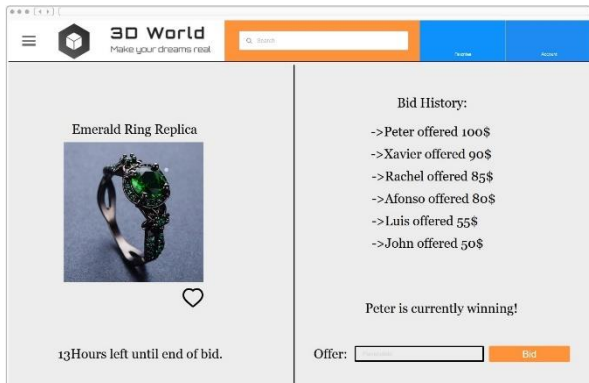 3D World
Make your dreams real
Search
Favorites
Account
Emerald Ring Replica
13Hours left until end of bid.
Bid History:
->Peter offered 100$
->Xavier offered 90$
->Rachel offered 85$
->Afonso offered 80$
->Luis offered 55$
->John offered 50$
Peter is currently winning!
Offer:
Bid